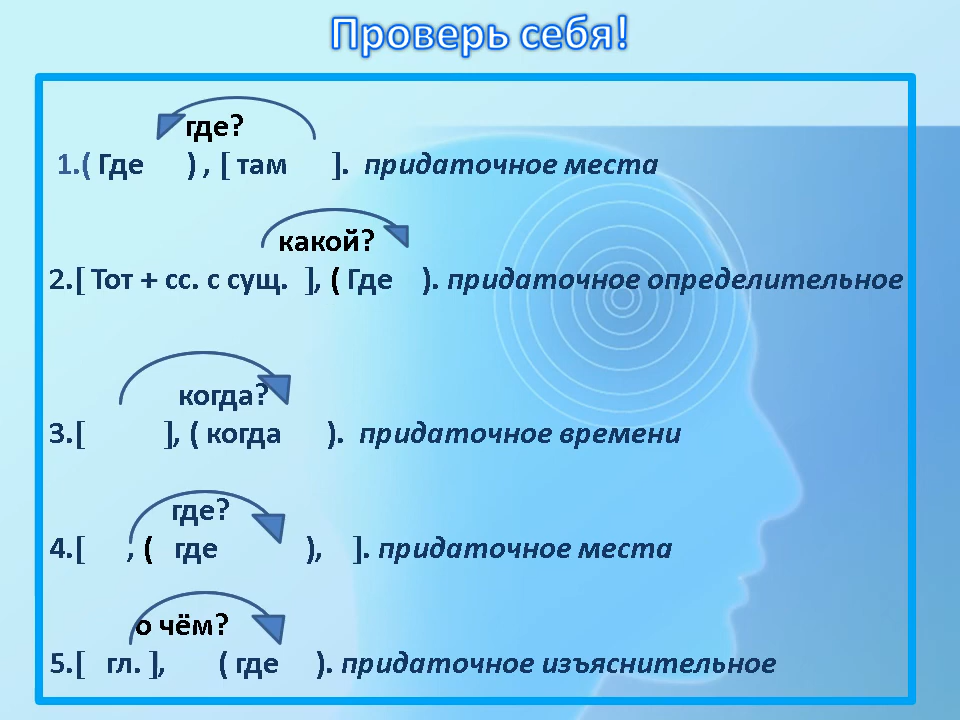 Проверь себя!
где?
1.( Где ) , [ там ]. придаточное места
какой?
2.[ Тот + сс. с сущ. ], ( Где ). придаточное определительное
когда?
3.[ ], ( когда ). придаточное времени
где?
4.[ , ( где ), ]. придаточное места
о чём?
5.[ гл. ], ( где ). придаточное изъяснительное